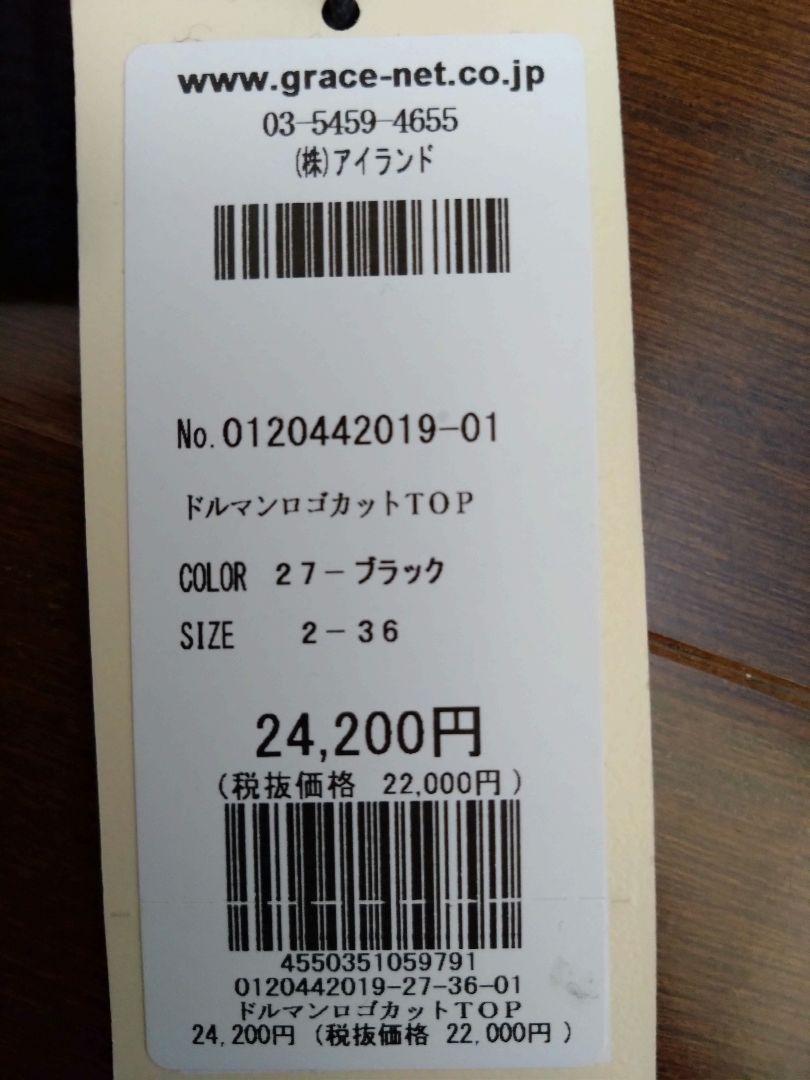 www.grace-net.co.jp
03-5459-4655
(株)アイランド
No.0120442019-01
ドルマンロゴカットTOP
COLOR 27-ブラック
SIZE 2-36
24,200円
(税抜価格 22,000円)
4550351059791
0120442019-27-36-01
ドルマンロゴカットTOP
24,200円 (税抜価格 22,000円)